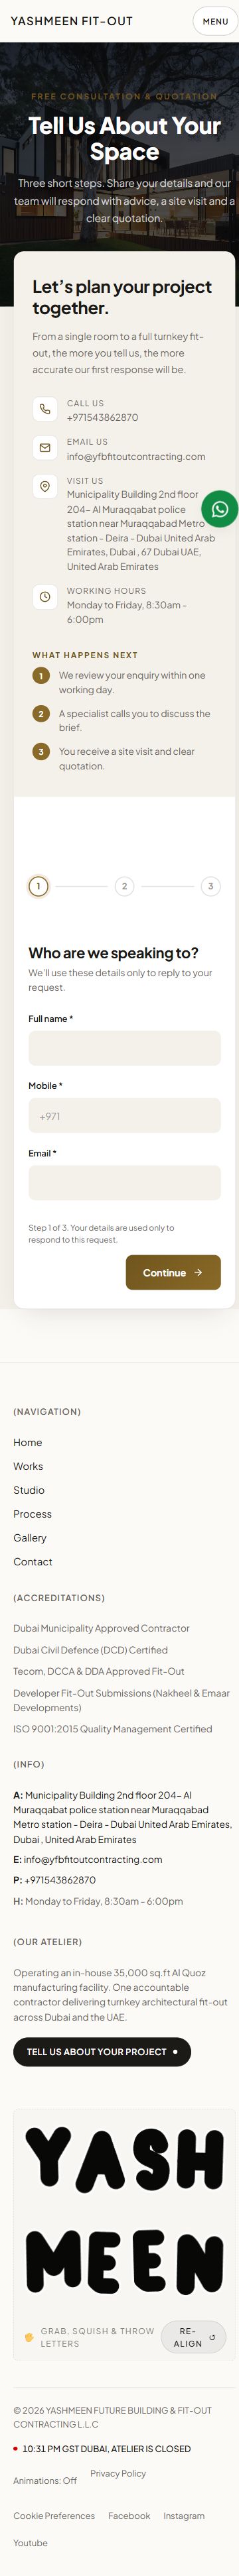 YASHMEEN FIT-OUT
MENU
FREE CONSULTATION & QUOTATION
Tell Us About Your
Space
Three short steps. Share your details and our
team will respond with advice, a site visit and a
clear quotation.
Let's plan your project
together.
From a single room to a full turnkey fit-
out, the more you tell us, the more
accurate our first response will be.
CALL US
+971543862870
EMAIL US
info@yfbfitoutcontracting.com
VISIT US
Municipality Building 2nd floor
204– Al Muraqqabat police
station near Muraqqabad Metro
station - Deira - Dubai United Arab
Emirates, Dubai , 67 Dubai UAE,
United Arab Emirates
WORKING HOURS
Monday to Friday, 8:30am -
6:00pm
WHAT HAPPENS NEXT
1 We review your enquiry within one
working day.
2 A specialist calls you to discuss the
brief.
3 You receive a site visit and clear
quotation.
1 2 3
Who are we speaking to?
We'll use these details only to reply to your
request.
Full name *
Mobile *
+971
Email *
Step 1 of 3. Your details are used only to
respond to this request.
Continue →
(NAVIGATION)
Home
Works
Studio
Process
Gallery
Contact
(ACCREDITATIONS)
Dubai Municipality Approved Contractor
Dubai Civil Defence (DCD) Certified
Tecom, DCCA & DDA Approved Fit-Out
Developer Fit-Out Submissions (Nakheel & Emaar
Developments)
ISO 9001:2015 Quality Management Certified
(INFO)
A: Municipality Building 2nd floor 204– Al
Muraqqabat police station near Muraqqabad
Metro station - Deira - Dubai United Arab Emirates,
Dubai , United Arab Emirates
E: info@yfbfitoutcontracting.com
P: +971543862870
H: Monday to Friday, 8:30am - 6:00pm
(OUR ATELIER)
Operating an in-house 35,000 sq.ft Al Quoz
manufacturing facility. One accountable
contractor delivering turnkey architectural fit-out
across Dubai and the UAE.
TELL US ABOUT YOUR PROJECT
YASH
MEEN
GRAB, SQUISH & THROW
LETTERS
RE-
ALIGN ↺
© 2026 YASHMEEN FUTURE BUILDING & FIT-OUT
CONTRACTING L.L.C
10:31 PM GST DUBAI, ATELIER IS CLOSED
Animations: Off Privacy Policy
Cookie Preferences Facebook Instagram
Youtube